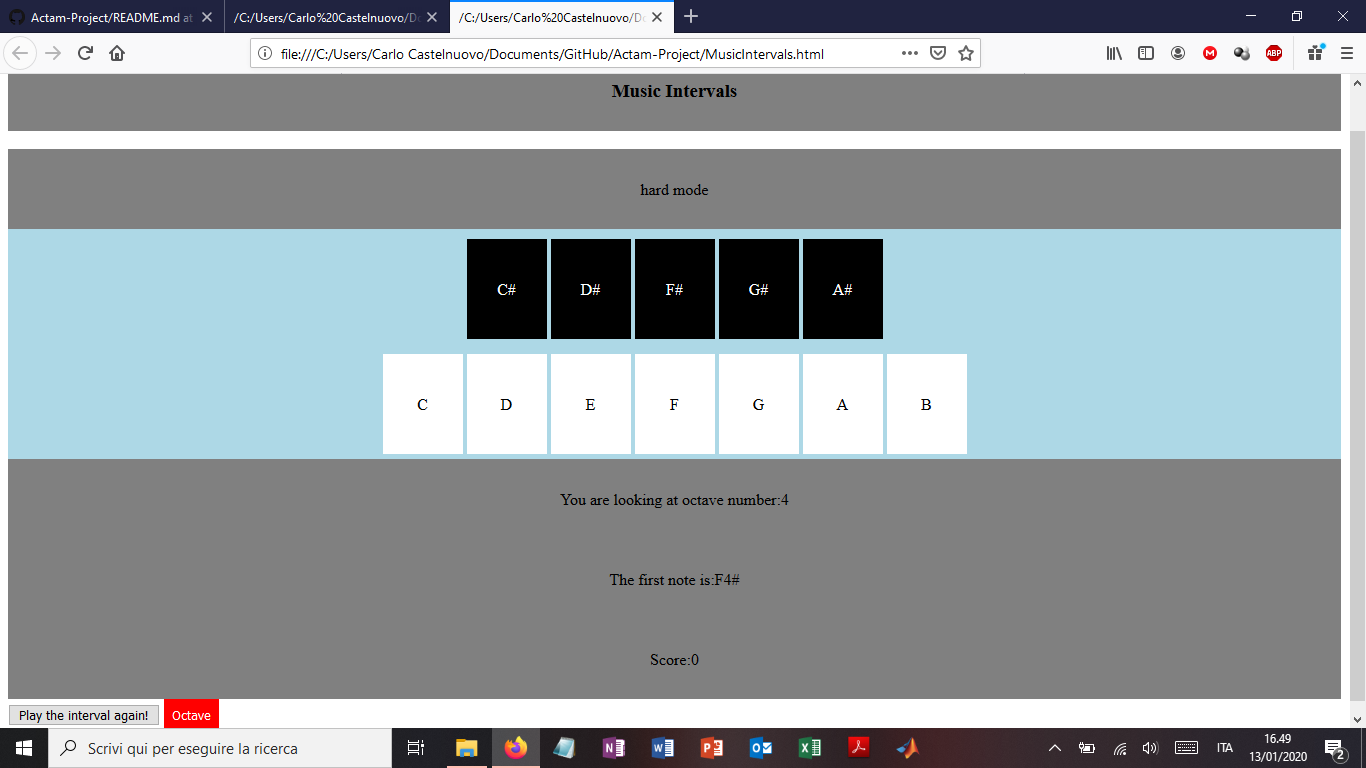 Actam-Project/README.md at
/C:/Users/Carlo%20Castelnuovo/Do
/C:/Users/Carlo%20Castelnuovo/Do
file:///C:/Users/Carlo Castelnuovo/Documents/GitHub/Actam-Project/MusicIntervals.html
ABP
Music Intervals
hard mode
C# D# F# G# A#
C D E F G A B
You are looking at octave number:4
The first note is:F4#
Score:0
Play the interval again! Octave
Scrivi qui per eseguire la ricerca
ITA
16.49
13/01/2020
2